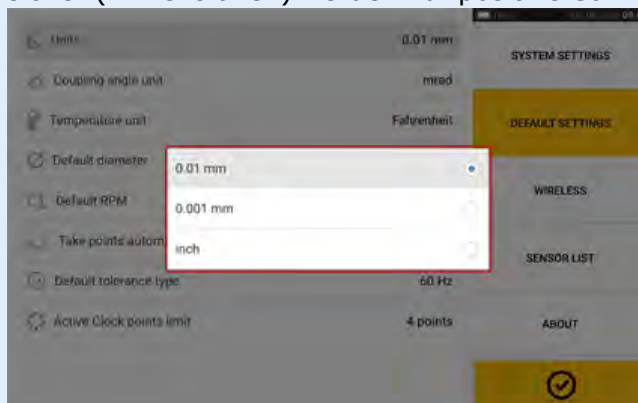 Units
0.01 mm
Coupling angle unit
mrad
Temperature unit
Fahrenheit
Default diameter
Default RPM
Take points autom
Default tolerance type
60 Hz
Active Clock points limit
4 points
0.01 mm
0.001 mm
inch
SYSTEM SETTINGS
DEFAULT SETTINGS
WIRELESS
SENSOR LIST
ABOUT